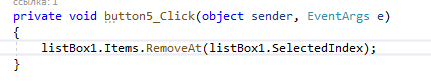 ссылка: 1
private void button5_Click(object sender, EventArgs e)
{
listBox1.Items.RemoveAt(listBox1.SelectedIndex);
}